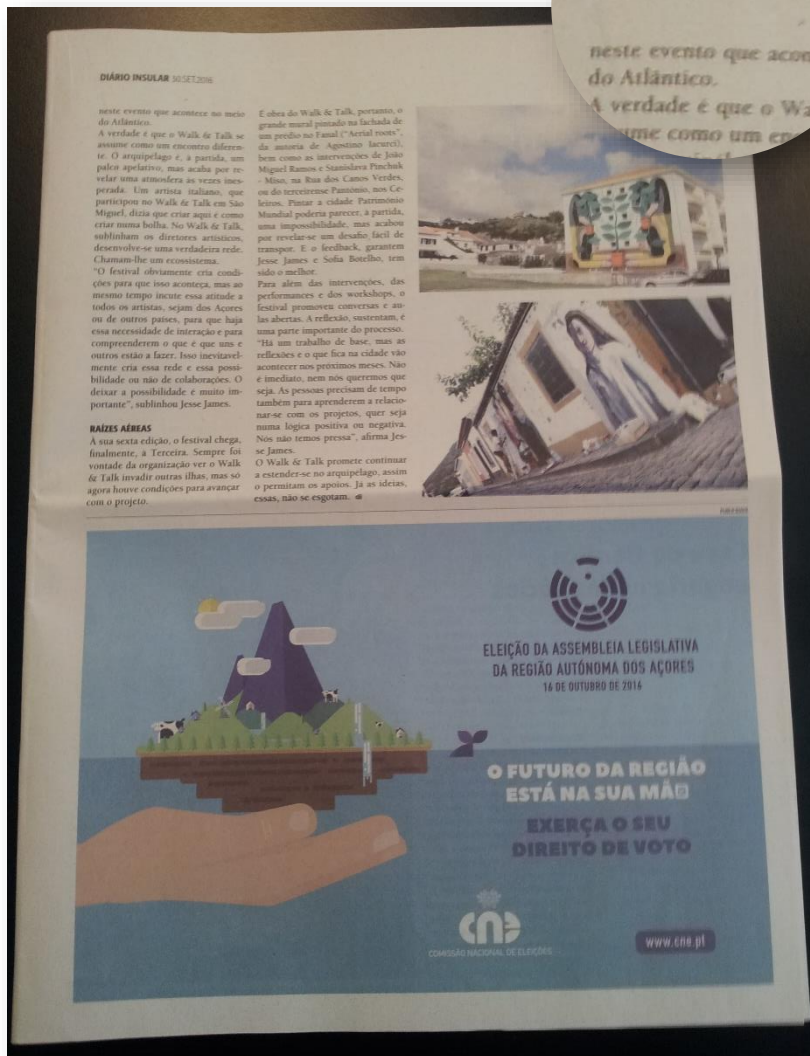 DIÁRIO INSULAR 30.SET.2016
neste evento que acontece no meio
do Atlântico.
A verdade é que o Walk & Talk se
assume como um encontro diferen-
te. O arquipélago é, à partida, um
palco apelativo, mas acaba por re-
velar uma atmosfera às vezes ines-
perada. Um artista italiano, que
participou no Walk & Talk em São
Miguel, dizia que criar aqui é como
criar numa bolha. No Walk & Talk,
sublinham os diretores artísticos,
desenvolve-se uma verdadeira rede.
Chamam-lhe um ecossistema.
"O festival obviamente cria condi-
ções para que isso aconteça, mas ao
mesmo tempo incute essa atitude a
todos os artistas, sejam dos Açores
ou de outros países, para que haja
essa necessidade de interação e para
compreenderem o que é que uns e
outros estão a fazer. Isso inevitavel-
mente cria essa rede e essa possi-
bilidade ou não de colaborações. O
deixar a possibilidade é muito im-
portante", sublinhou Jesse James.
RAÍZES AÉREAS
À sua sexta edição, o festival chega,
finalmente, à Terceira. Sempre foi
vontade da organização ver o Walk
& Talk invadir outras ilhas, mas só
agora houve condições para avançar
com o projeto.
É obra do Walk & Talk, portanto, o
grande mural pintado na fachada de
um prédio no Fanal ("Aerial roots",
da autoria de Agostino Iacurci),
bem como as intervenções de João
Miguel Ramos e Stanislava Pinchuk
- Miso, na Rua dos Canos Verdes,
ou do terceirense Pantónio, nos Ce-
leiros. Pintar a cidade Património
Mundial poderia parecer, à partida,
uma impossibilidade, mas acabou
por revelar-se um desafio fácil de
transpor. E o feedback, garantem
Jesse James e Sofia Botelho, tem
sido o melhor.
Para além das intervenções, das
performances e dos workshops, o
festival promoveu conversas e au-
las abertas. A reflexão, sustentam, é
uma parte importante do processo.
"Há um trabalho de base, mas as
reflexões e o que fica na cidade vão
acontecer nos próximos meses. Não
é imediato, nem nós queremos que
seja. As pessoas precisam de tempo
também para aprenderem a relacio-
nar-se com os projetos, quer seja
numa lógica positiva ou negativa.
Nós não temos pressa", afirma Jes-
se James.
O Walk & Talk promete continuar
a estender-se no arquipélago, assim
o permitam os apoios. Já as ideias,
essas, não se esgotam.
neste evento que acon
do Atlântico.
A verdade é que o Wa
ume como um en
PUBLICIDADE
ELEIÇÃO DA ASSEMBLEIA LEGISLATIVA
DA REGIÃO AUTÓNOMA DOS AÇORES
16 DE OUTUBRO DE 2016
O FUTURO DA REGIÃO
ESTÁ NA SUA MÃO
EXERÇA O SEU
DIREITO DE VOTO
cne
COMISSÃO NACIONAL DE ELEIÇÕES
www.cne.pt